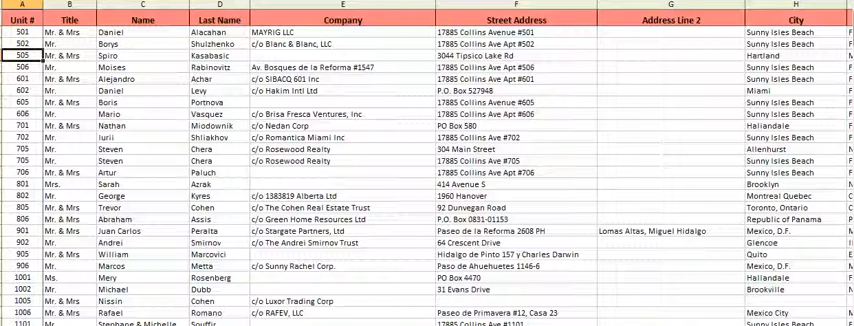 A B C D E F G H
Unit # Title Name Last Name Company Street Address Address Line 2 City
501 Mr. & Mrs Daniel Alacahan MAYRIG LLC 17885 Collins Avenue #501 Sunny Isles Beach F
502 Mr. Borys Shulzhenko c/o Blanc & Blanc, LLC 17885 Collins Ave Apt #502 Sunny Isles Beach F
505 Mr. & Mrs Spiro Kasabasic 3044 Tipsico Lake Rd Hartland M
506 Mr. Moises Rabinovitz Av. Bosques de la Reforma #1547 17885 Collins Ave Apt #506 Sunny Isles Beach F
601 Mr. & Mrs Alejandro Achar c/o SIBACQ 601 Inc 17885 Collins Ave Apt #601 Sunny Isles Beach F
602 Mr. Daniel Levy c/o Hakim Intl Ltd P.O. Box 527948 Miami F
605 Mr. & Mrs Boris Portnova 17885 Collins Avenue #605 Sunny Isles Beach F
606 Mr. Mario Vasquez c/o Brisa Fresca Ventures, Inc 17885 Collins Ave Apt #606 Sunny Isles Beach F
701 Mr. & Mrs Nathan Miodownik c/o Nedan Corp PO Box 580 Hallandale F
702 Mr. Iurii Shliakhov c/o Romantica Miami Inc 17885 Collins Ave #702 Sunny Isles Beach F
705 Mr. Steven Chera c/o Rosewood Realty 304 Main Street Allenhurst N
705 Mr. Steven Chera c/o Rosewood Realty 17885 Collins Ave #705 Sunny Isles Beach F
706 Mr. & Mrs Artur Paluch 17885 Collins Ave Apt #706 Sunny Isles Beach F
801 Mrs. Sarah Azrak 414 Avenue S Brooklyn N
802 Mr. George Kyres c/o 1383819 Alberta Ltd 1960 Hanover Montreal Quebec C
805 Mr. & Mrs Trevor Cohen c/o The Cohen Real Estate Trust 92 Dunvegan Road Toronto, Ontario C
806 Mr. & Mrs Abraham Assis c/o Green Home Resources Ltd P.O. Box 0831-01153 Republic of Panama P
901 Mr. & Mrs Juan Carlos Peralta c/o Stargate Partners, Ltd Paseo de la Reforma 2608 PH Lomas Altas, Miguel Hidalgo Mexico, D.F. M
902 Mr. Andrei Smirnov c/o The Andrei Smirnov Trust 64 Crescent Drive Glencoe
905 Mr. & Mrs William Marcovici Hidalgo de Pinto 157 y Charles Darwin Quito E
906 Mr. Marcos Metta c/o Sunny Rachel Corp. Paso de Ahuehuetes 1146-6 Mexico, D.F. M
1001 Ms. Mery Rosenberg PO Box 4470 Hallandale F
1002 Mr. Michael Dubb 31 Evans Drive Brookville N
1005 Mr. & Mrs Nissin Cohen c/o Luxor Trading Corp
1006 Mr. & Mrs Rafael Romano c/o RAFEV, LLC Paseo de Primavera #12, Casa 23 Mexico City M
1101 Mr. Stephane & Michelle Souffir 17885 Collins Ave #1101 Sunny Isles Beach F